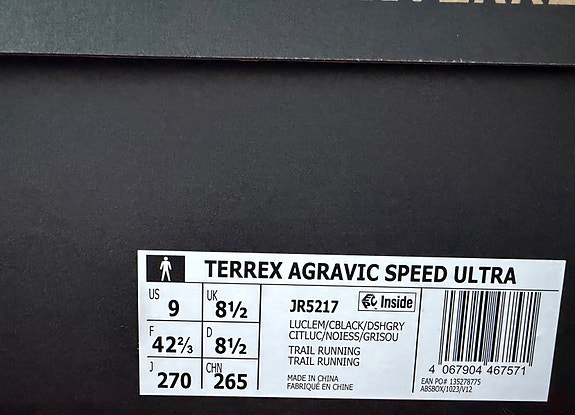 TERREX AGRAVIC SPEED ULTRA
US 9 UK 8½
F 42⅔ D 8½
J 270 CHN 265
JR5217 Inside
LUCLEM/CBLACK/DSHGRY
CITLUC/NOIESS/GRISOU
TRAIL RUNNING
TRAIL RUNNING
MADE IN CHINA
FABRIQUÉ EN CHINE
4 067904 467571
EAN PO# 135278775
ABSBOX/1023/V12